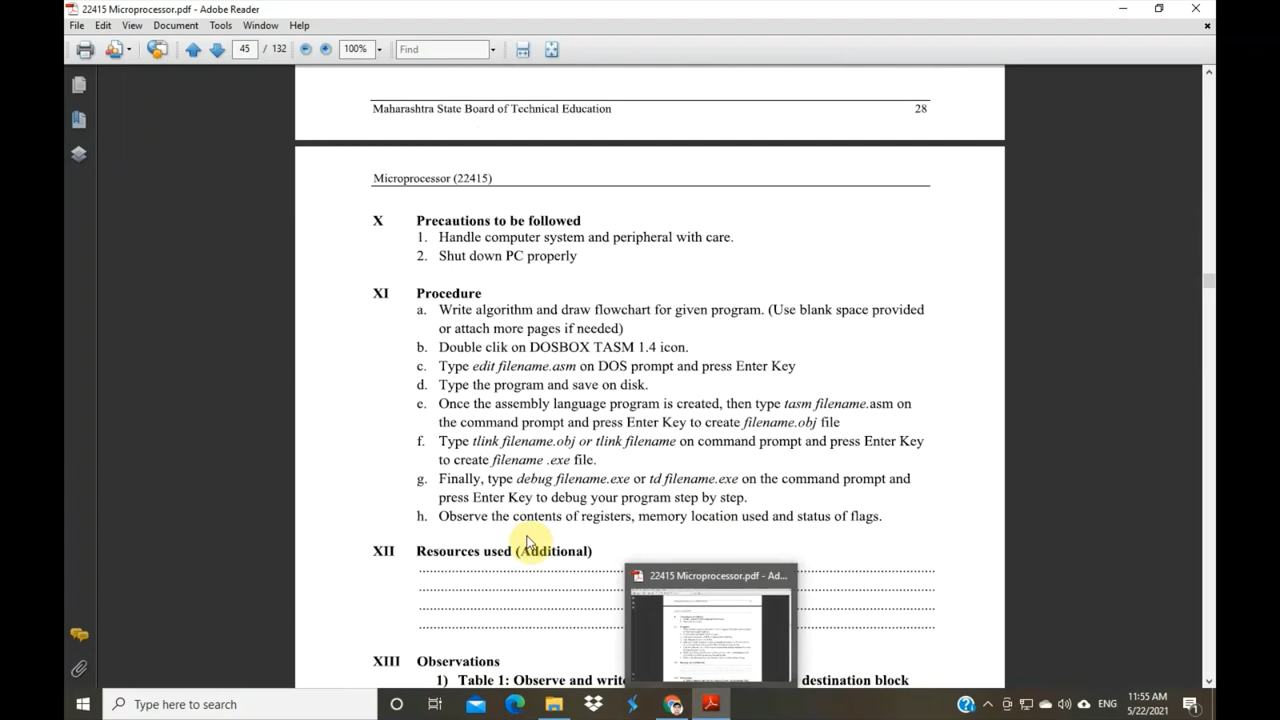 22415 Microprocessor.pdf - Adobe Reader
File Edit View Document Tools Window Help
45 / 132 100% Find
Maharashtra State Board of Technical Education 28
Microprocessor (22415)
X Precautions to be followed
1. Handle computer system and peripheral with care.
2. Shut down PC properly
XI Procedure
a. Write algorithm and draw flowchart for given program. (Use blank space provided
or attach more pages if needed)
b. Double clik on DOSBOX TASM 1.4 icon.
c. Type edit filename.asm on DOS prompt and press Enter Key
d. Type the program and save on disk.
e. Once the assembly language program is created, then type tasm filename.asm on
the command prompt and press Enter Key to create filename.obj file
f. Type tlink filename.obj or tlink filename on command prompt and press Enter Key
to create filename .exe file.
g. Finally, type debug filename.exe or td filename.exe on the command prompt and
press Enter Key to debug your program step by step.
h. Observe the contents of registers, memory location used and status of flags.
XII Resources used (Additional)
22415 Microprocessor.pdf - Ad...
XIII Observations
1) Table 1: Observe and write destination block
Type here to search
ENG
11:55 AM
5/22/2021
1